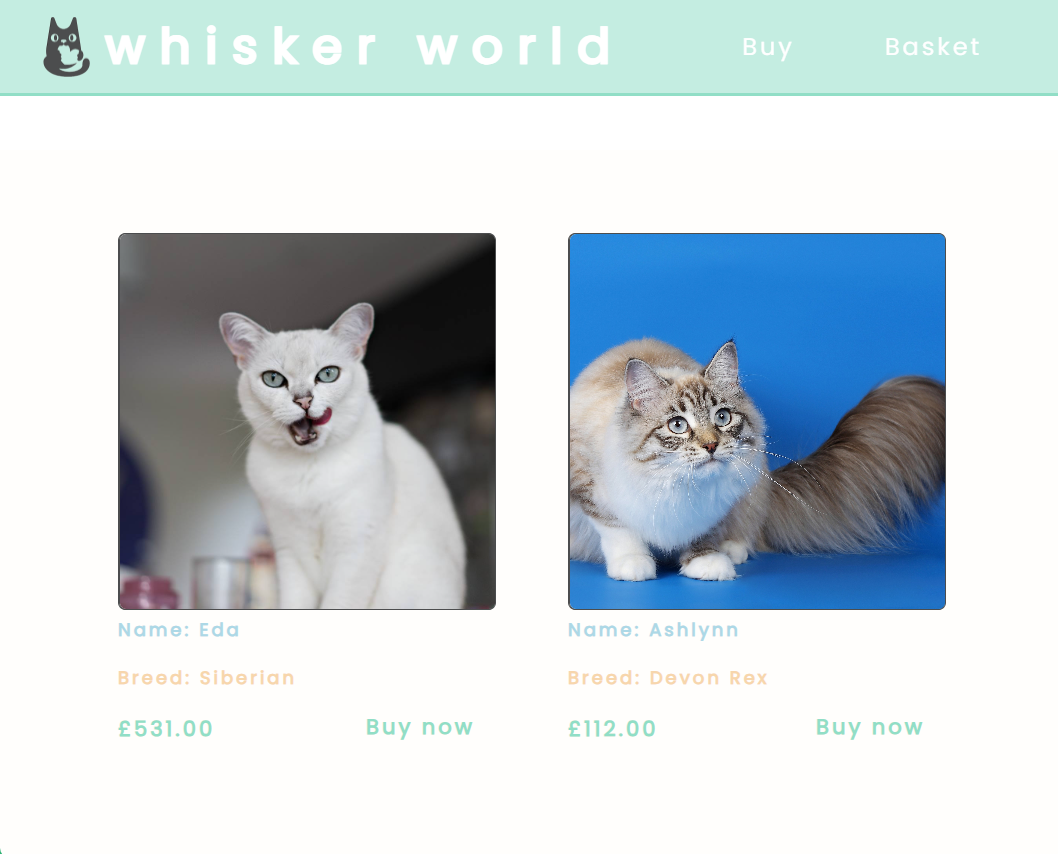 whisker world
Buy
Basket
Name: Eda
Breed: Siberian
£531.00
Buy now
Name: Ashlynn
Breed: Devon Rex
£112.00
Buy now